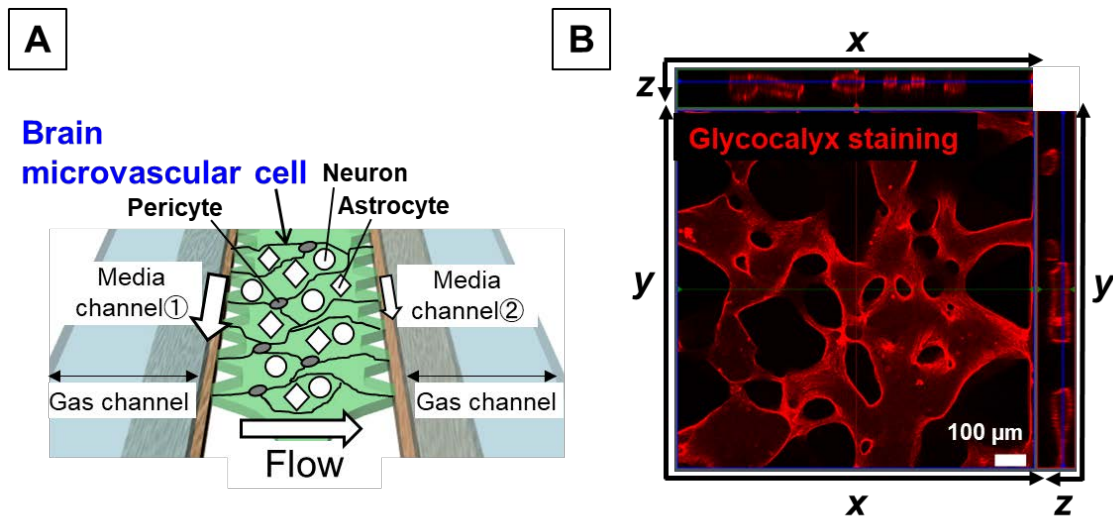 A
Brain
microvascular cell
Neuron
Pericyte
Astrocyte
Media
channel①
Media
channel②
Gas channel
Gas channel
Flow
B
x
z
Glycocalyx staining
y
y
100 µm
x
z